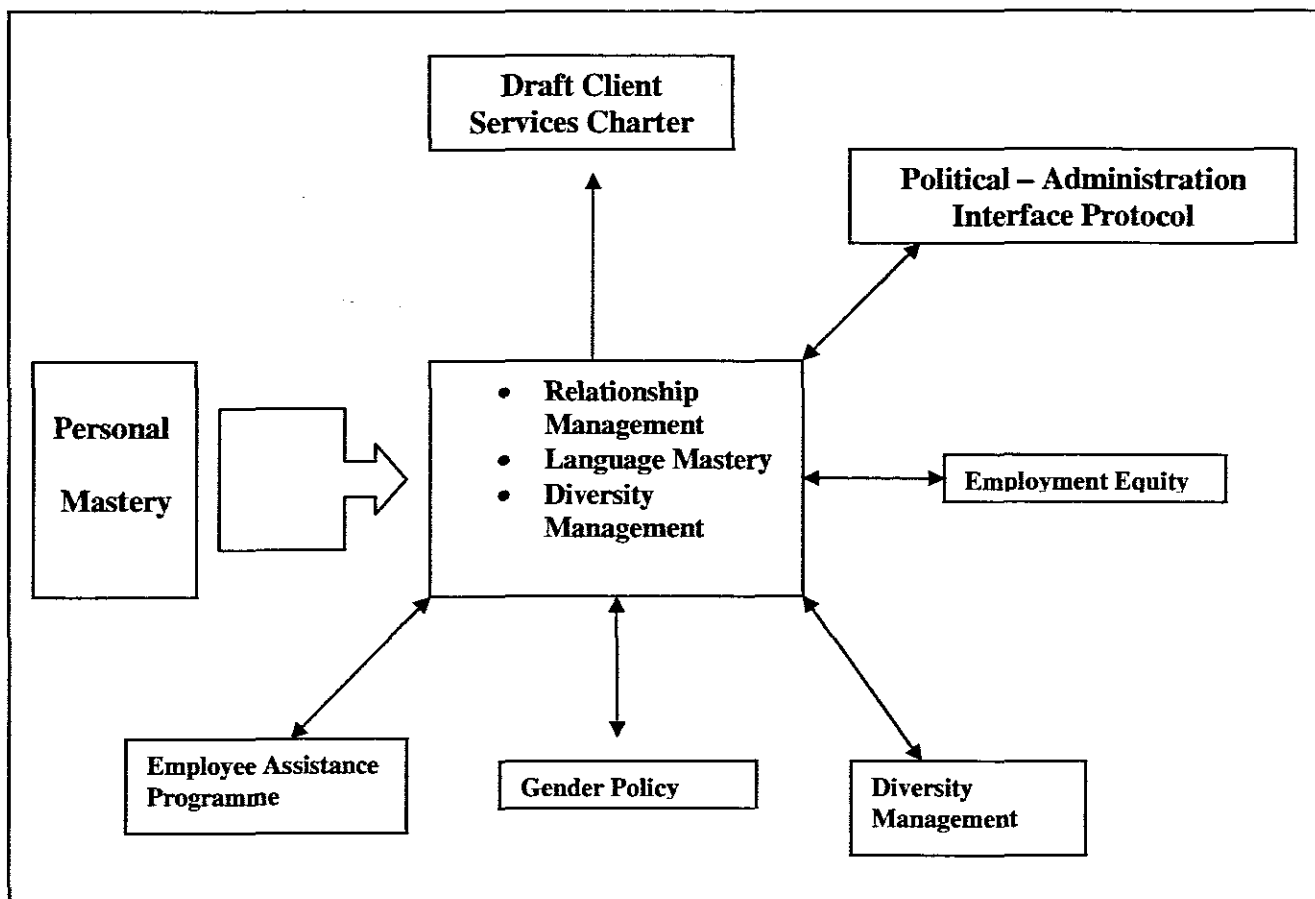 Draft Client
Services Charter
Political – Administration
Interface Protocol
Personal
Mastery
• Relationship
Management
• Language Mastery
• Diversity
Management
Employment Equity
Employee Assistance
Programme
Gender Policy
Diversity
Management